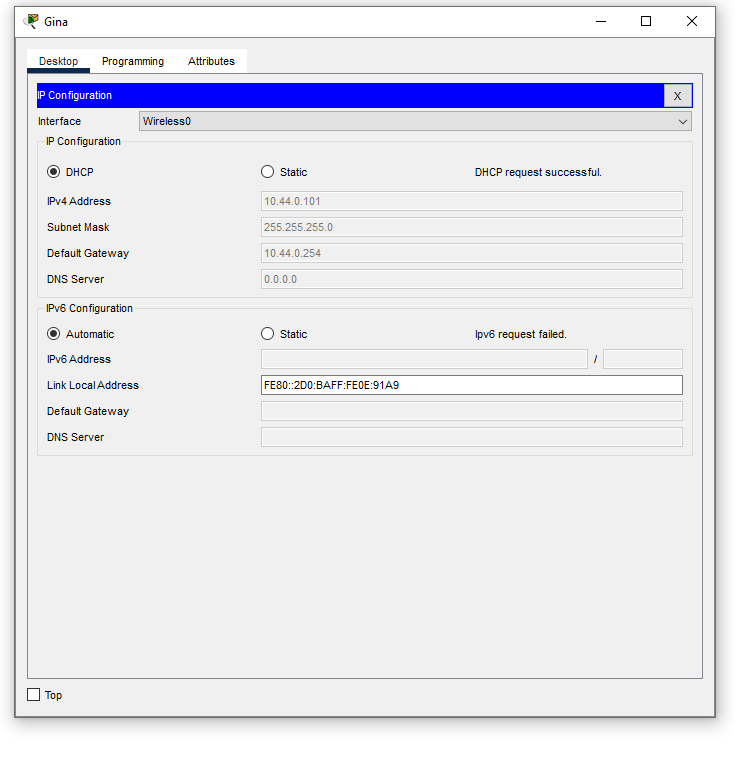 Gina
Desktop Programming Attributes
IP Configuration X
Interface Wireless0
IP Configuration
DHCP Static DHCP request successful.
IPv4 Address 10.44.0.101
Subnet Mask 255.255.255.0
Default Gateway 10.44.0.254
DNS Server 0.0.0.0
IPv6 Configuration
Automatic Static Ipv6 request failed.
IPv6 Address /
Link Local Address FE80::2D0:BAFF:FE0E:91A9
Default Gateway
DNS Server
Top